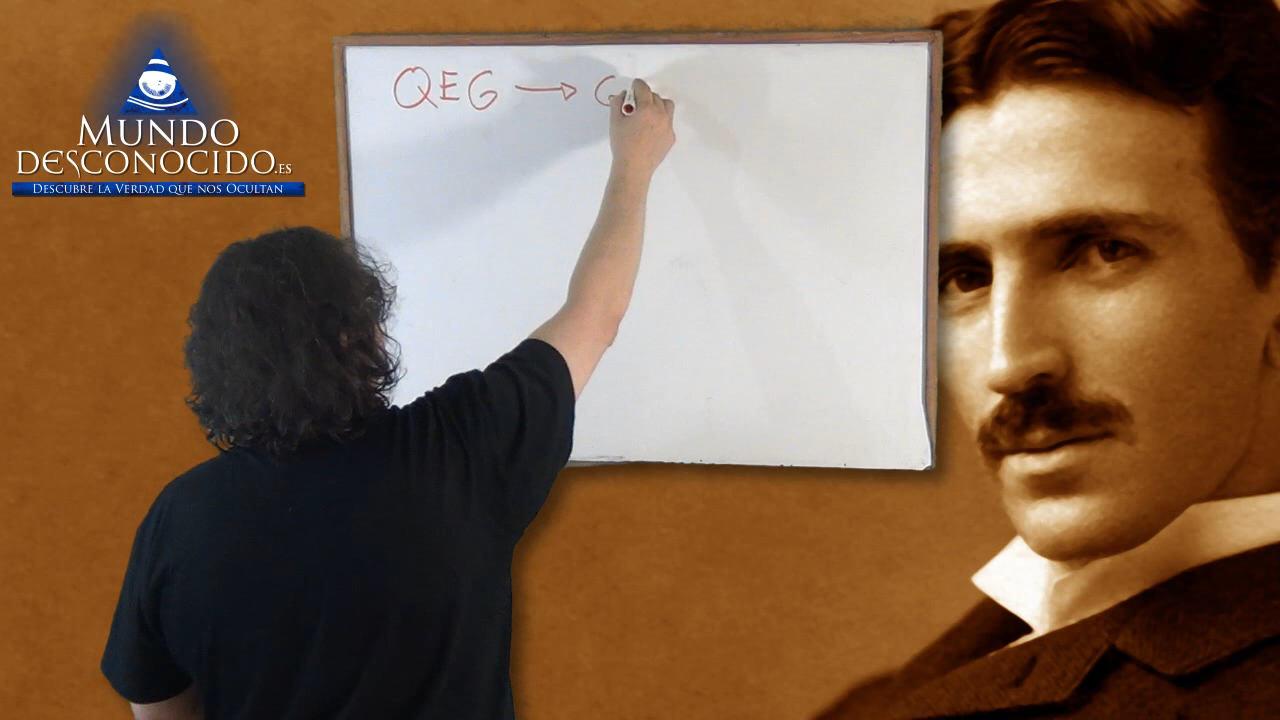 MUNDO
DESCONOCIDO.ES
DESCUBRE LA VERDAD QUE NOS OCULTAN
QEG → G